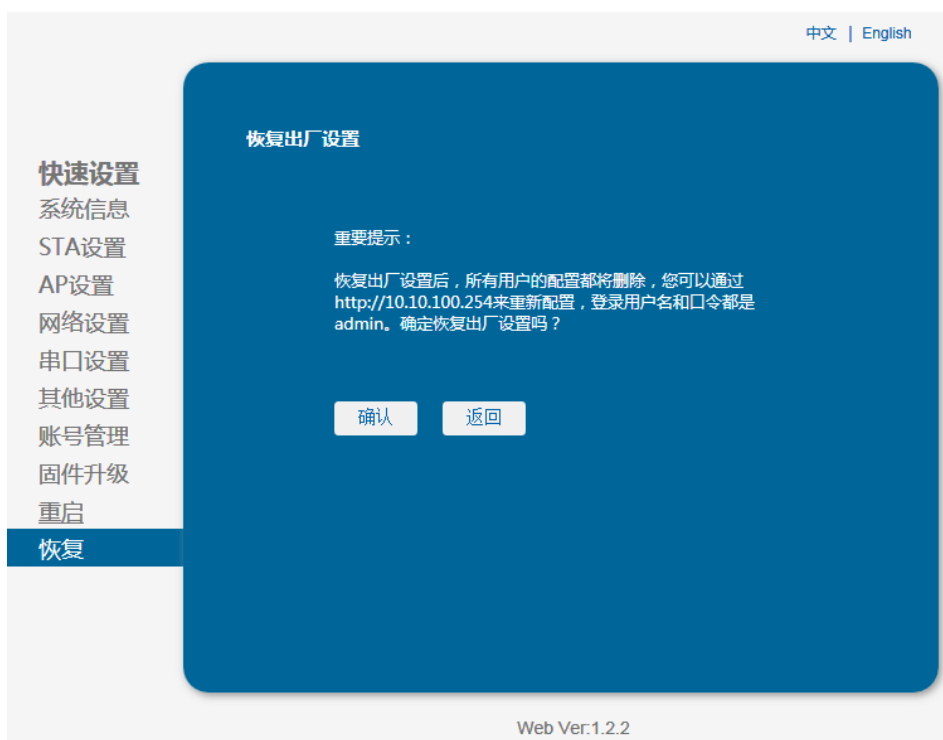 中文 | English
恢复出厂设置
快速设置
系统信息
STA设置
AP设置
网络设置
串口设置
其他设置
账号管理
固件升级
重启
恢复
重要提示：
恢复出厂设置后，所有用户的配置都将删除，您可以通过
http://10.10.100.254来重新配置，登录用户名和口令都是
admin。确定恢复出厂设置吗？
确认 返回
Web Ver:1.2.2